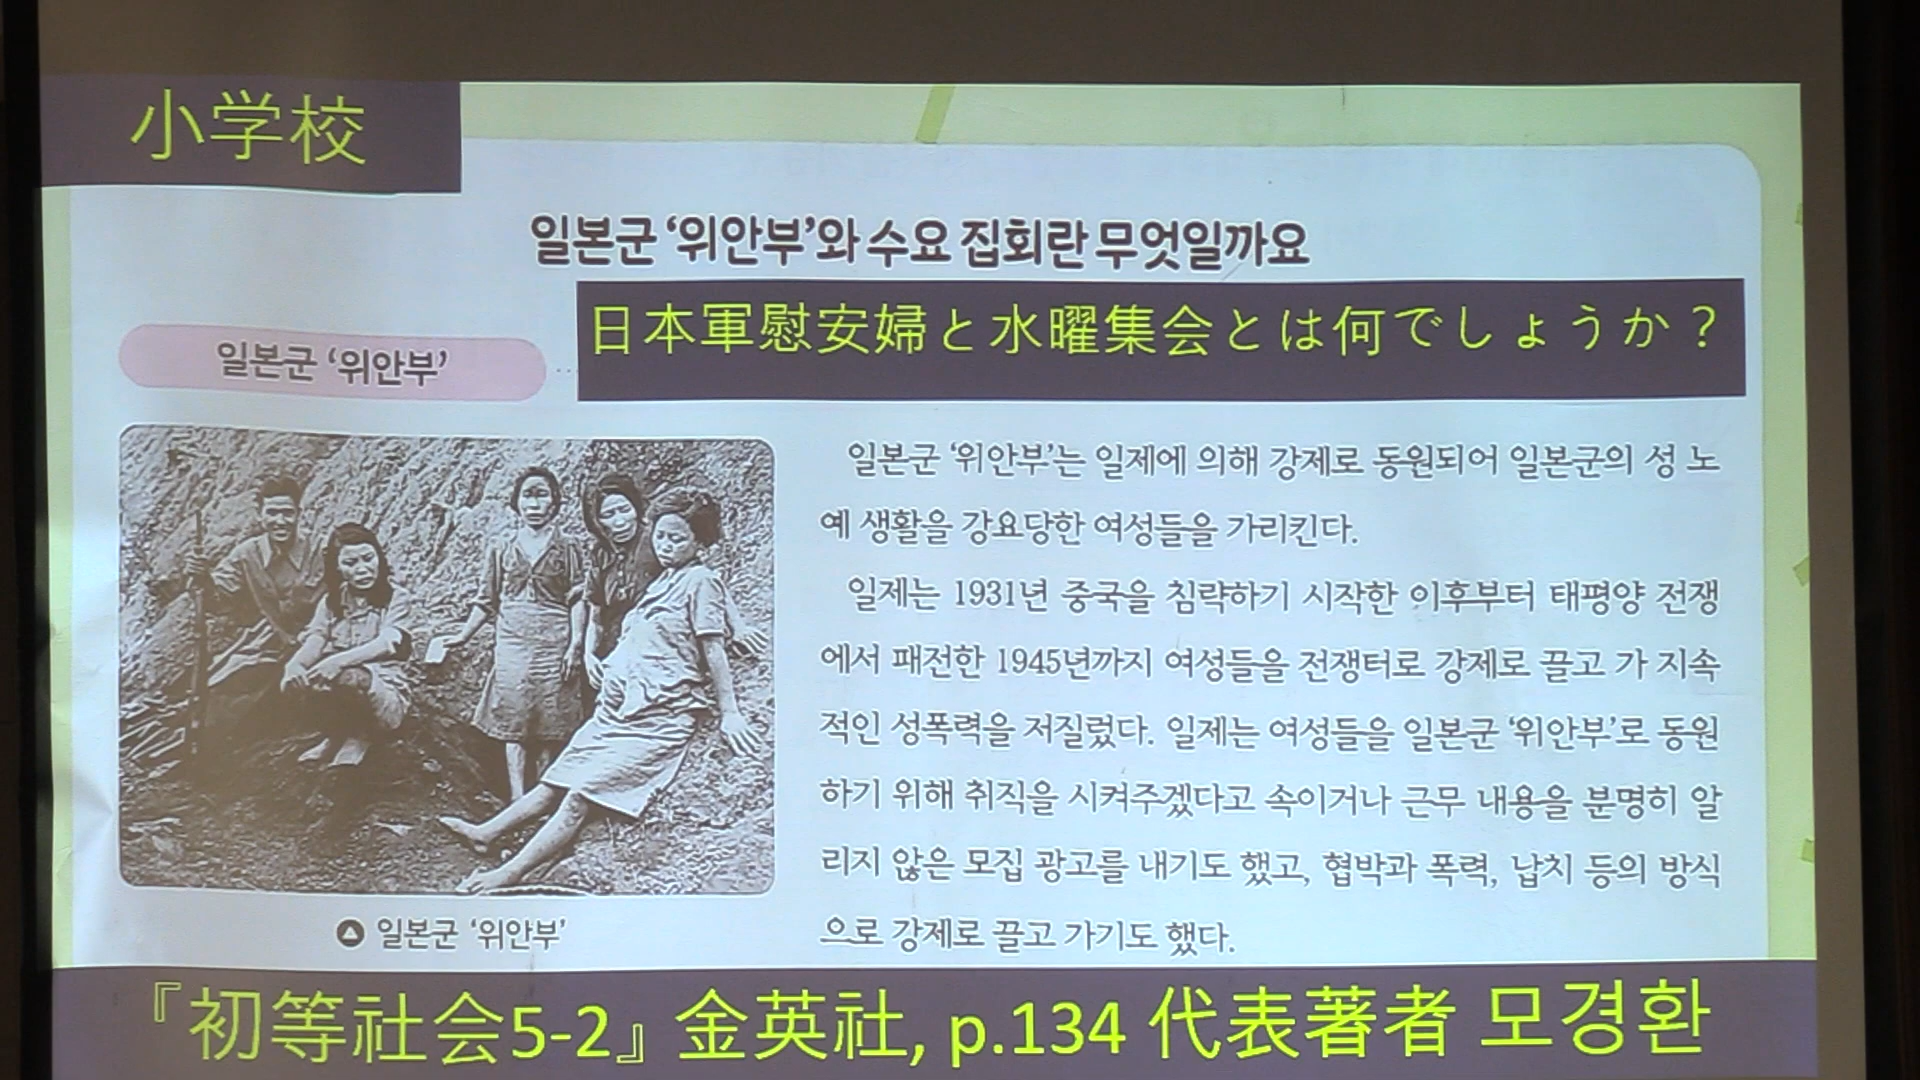 小学校
일본군 ‘위안부’와 수요 집회란 무엇일까요
日本軍慰安婦と水曜集会とは何でしょうか？
일본군 ‘위안부’
일본군 ‘위안부’는 일제에 의해 강제로 동원되어 일본군의 성 노
예 생활을 강요당한 여성들을 가리킨다.
일제는 1931년 중국을 침략하기 시작한 이후부터 태평양 전쟁
에서 패전한 1945년까지 여성들을 전쟁터로 강제로 끌고 가 지속
적인 성폭력을 저질렀다. 일제는 여성들을 일본군 ‘위안부’로 동원
하기 위해 취직을 시켜주겠다고 속이거나 근무 내용을 분명히 알
리지 않은 모집 광고를 내기도 했고, 협박과 폭력, 납치 등의 방식
으로 강제로 끌고 가기도 했다.
▲ 일본군 ‘위안부’
『初等社会5-2』金英社, p.134 代表著者 모경환